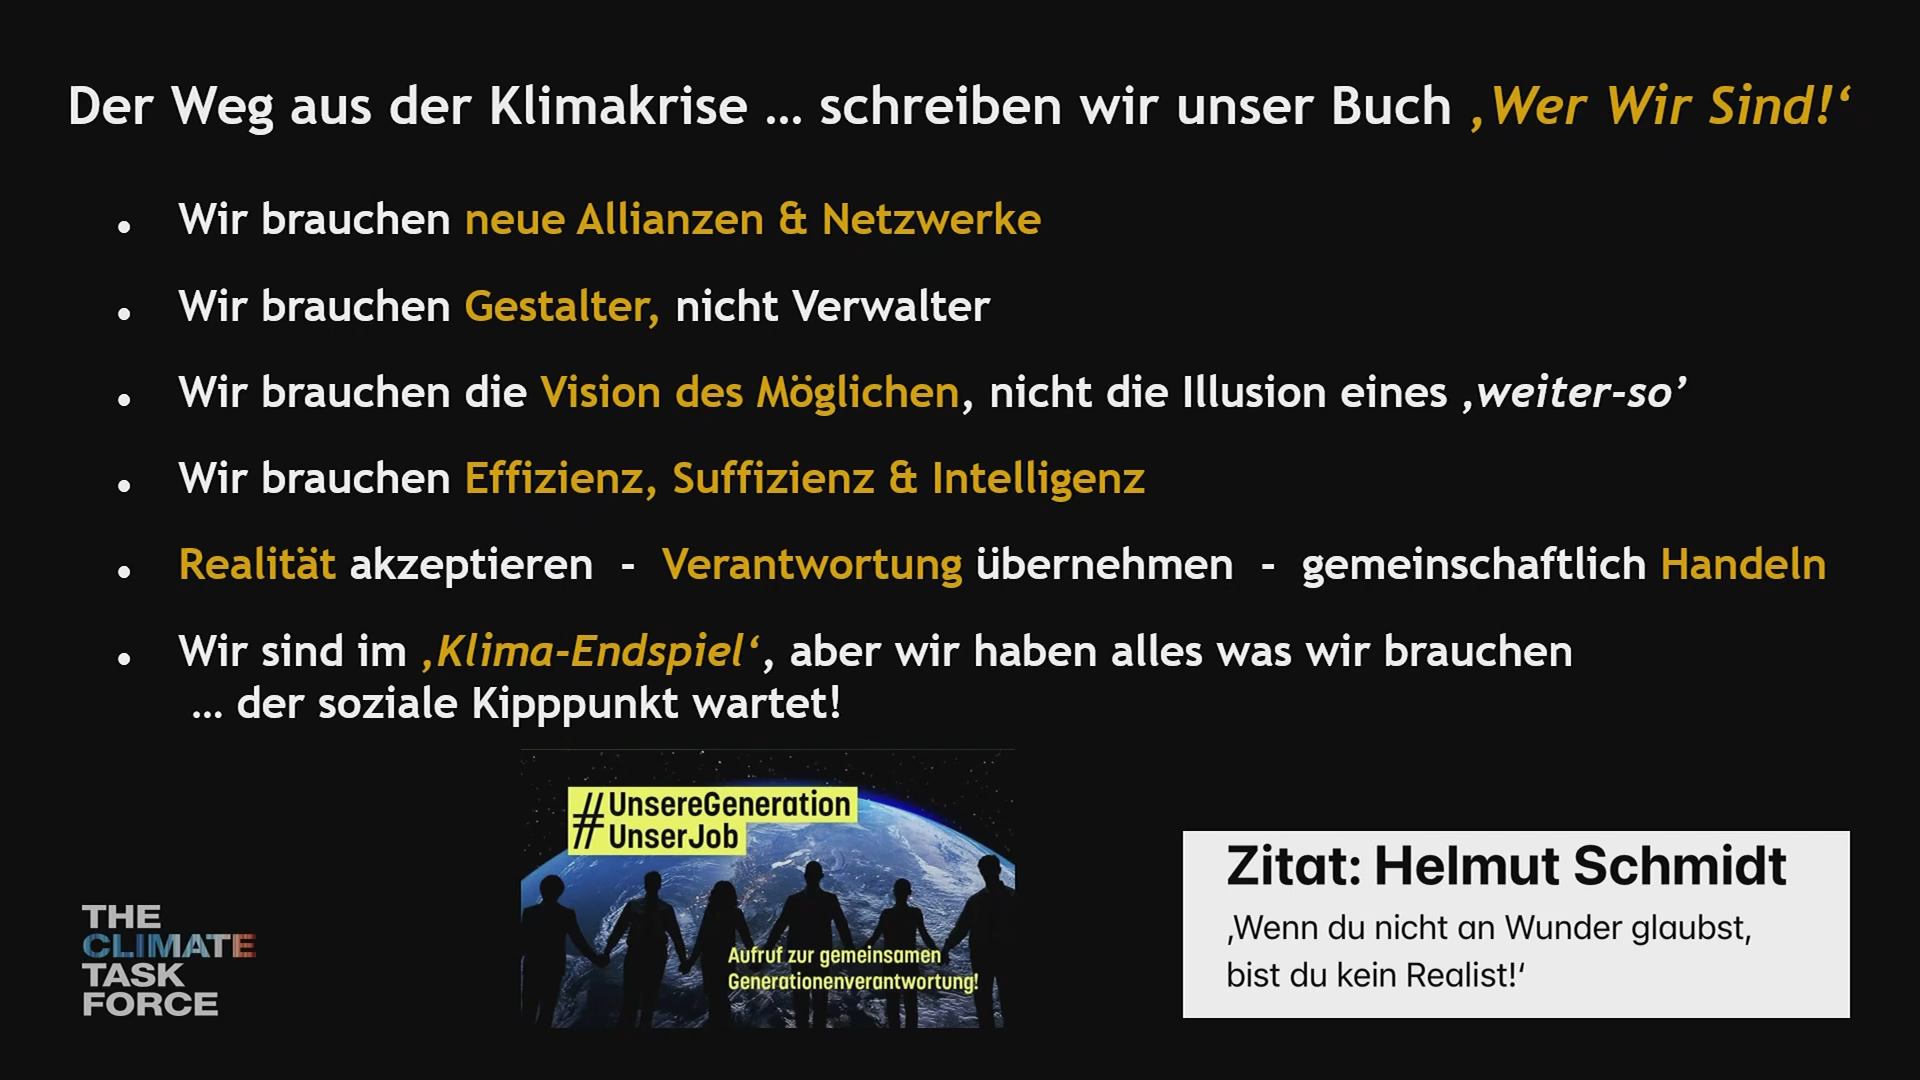 Der Weg aus der Klimakrise … schreiben wir unser Buch ‚Wer Wir Sind!‘
• Wir brauchen neue Allianzen & Netzwerke
• Wir brauchen Gestalter, nicht Verwalter
• Wir brauchen die Vision des Möglichen, nicht die Illusion eines ‚weiter-so’
• Wir brauchen Effizienz, Suffizienz & Intelligenz
• Realität akzeptieren - Verantwortung übernehmen - gemeinschaftlich Handeln
• Wir sind im ‚Klima-Endspiel‘, aber wir haben alles was wir brauchen
… der soziale Kipppunkt wartet!
#UnsereGeneration
UnserJob
Aufruf zur gemeinsamen
Generationenverantwortung!
THE
CLIMATE
TASK
FORCE
Zitat: Helmut Schmidt
‚Wenn du nicht an Wunder glaubst,
bist du kein Realist!‘